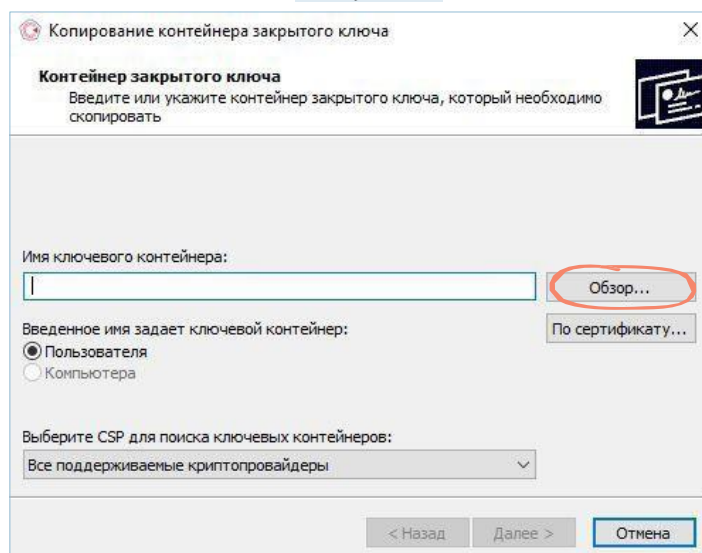 Копирование контейнера закрытого ключа
Контейнер закрытого ключа
Введите или укажите контейнер закрытого ключа, который необходимо
скопировать
Имя ключевого контейнера:
Обзор...
Введенное имя задает ключевой контейнер:
По сертификату...
Пользователя
Компьютера
Выберите CSP для поиска ключевых контейнеров:
Все поддерживаемые криптопровайдеры
< Назад
Далее >
Отмена